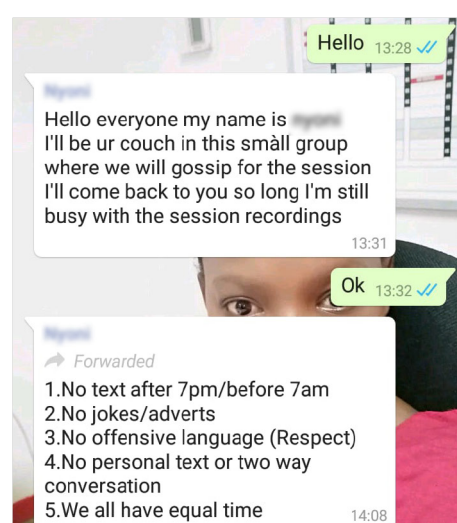 Hello 13:28
Hello everyone my name is
I'll be ur couch in this smàll group
where we will gossip for the session
I'll come back to you so long I'm still
busy with the session recordings
13:31
Ok 13:32
Forwarded
1.No text after 7pm/before 7am
2.No jokes/adverts
3.No offensive language (Respect)
4.No personal text or two way
conversation
5.We all have equal time
14:08